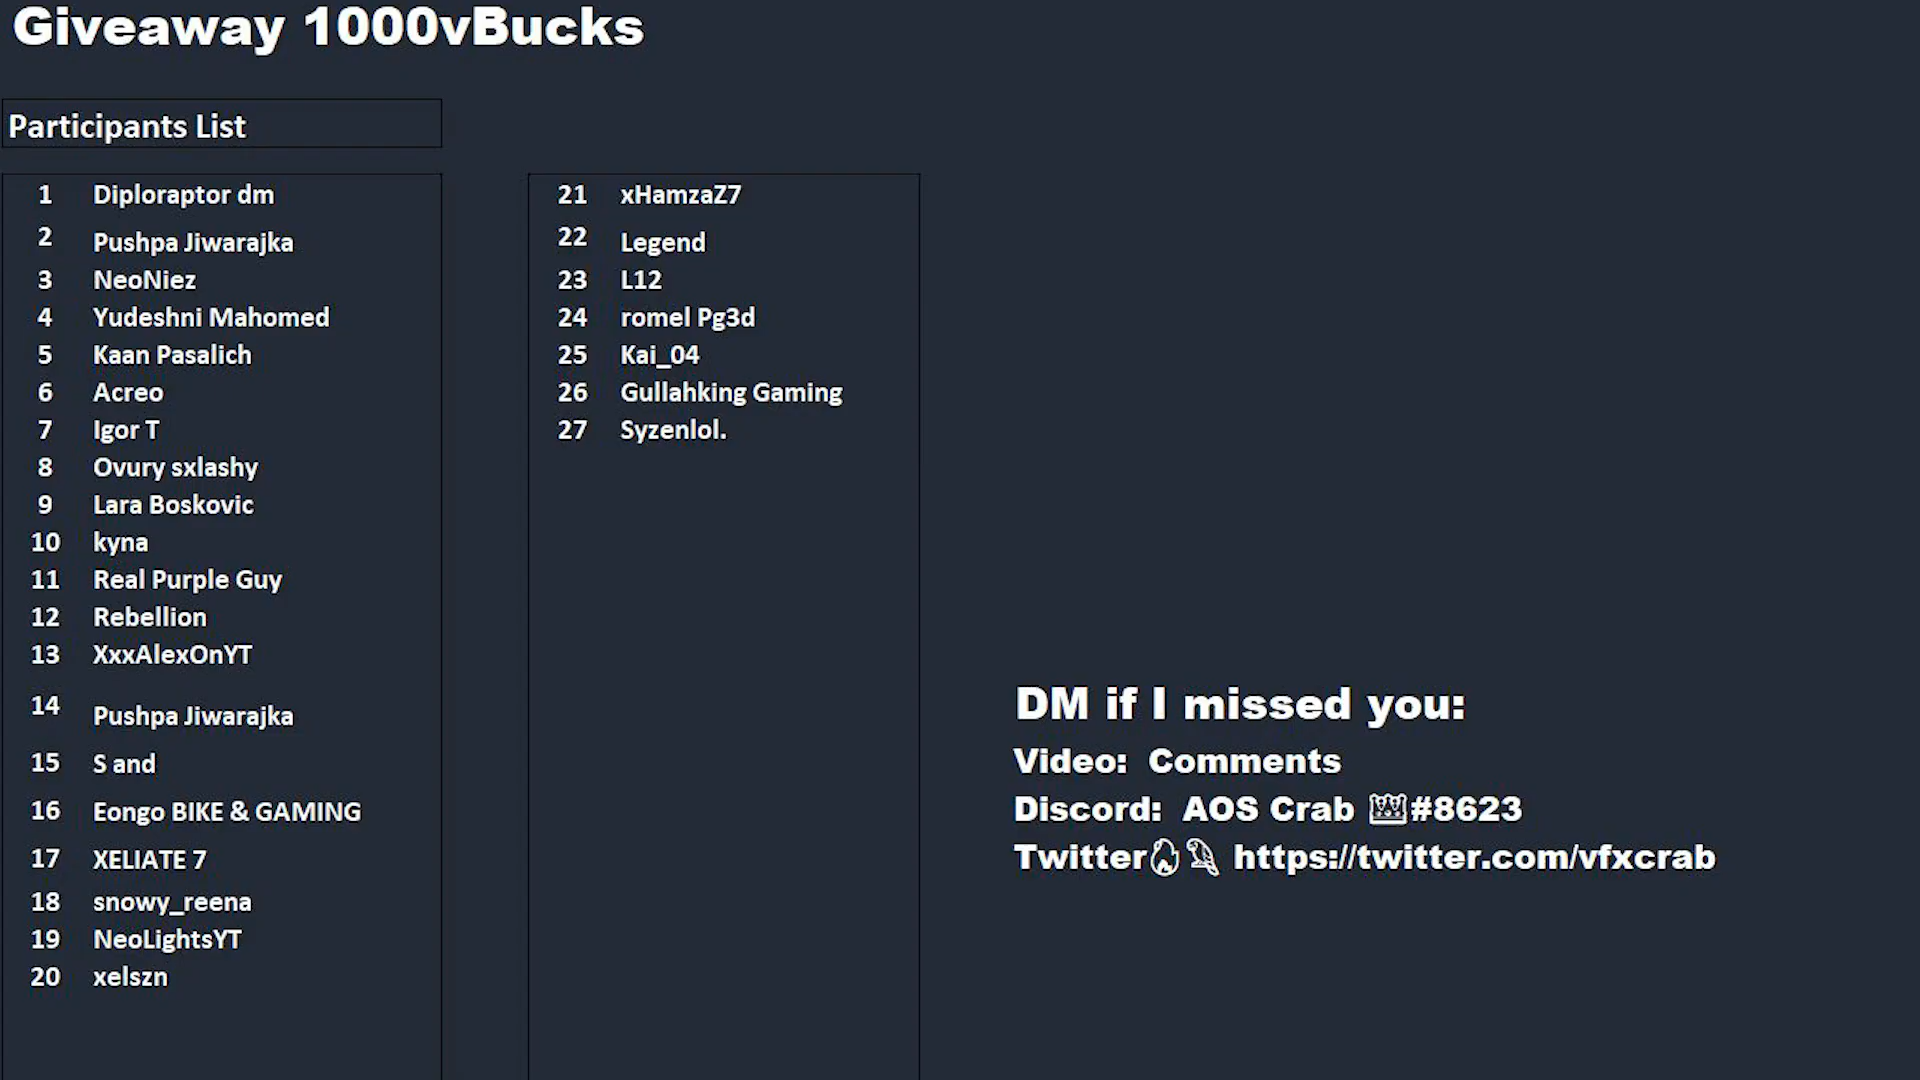 Giveaway 1000vBucks
Participants List
1 Diploraptor dm
2 Pushpa Jiwarajka
3 NeoNiez
4 Yudeshni Mahomed
5 Kaan Pasalich
6 Acreo
7 Igor T
8 Ovury sxlashy
9 Lara Boskovic
10 kyna
11 Real Purple Guy
12 Rebellion
13 XxxAlexOnYT
14 Pushpa Jiwarajka
15 S and
16 Eongo BIKE & GAMING
17 XELIATE 7
18 snowy_reena
19 NeoLightsYT
20 xelszn
21 xHamzaZ7
22 Legend
23 L12
24 romel Pg3d
25 Kai_04
26 Gullahking Gaming
27 Syzenlol.
DM if I missed you:
Video: Comments
Discord: AOS Crab 👑#8623
Twitter🔥🦜 https://twitter.com/vfxcrab